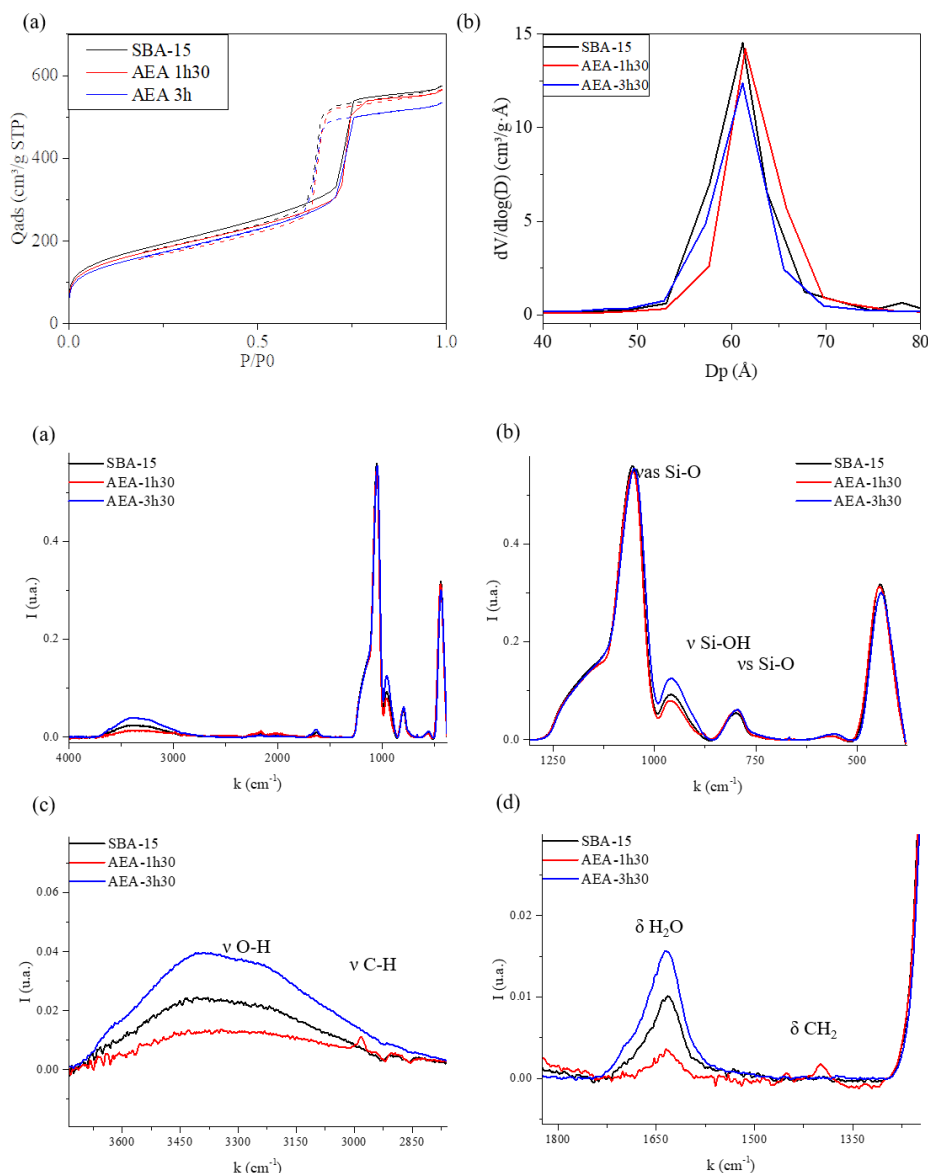 (a)
SBA-15
AEA 1h30
AEA 3h
Qads (cm³/g STP)
600
400
200
0
0.0
0.5
1.0
P/P0
(b)
SBA-15
AEA-1h30
AEA-3h30
dV/dlog(D) (cm³/g·Å)
15
10
5
0
40
50
60
70
80
Dp (Å)
(a)
SBA-15
AEA-1h30
AEA-3h30
I (u.a.)
0.4
0.2
0.0
4000
3000
2000
1000
k (cm⁻¹)
(b)
νas Si-O
SBA-15
AEA-1h30
AEA-3h30
ν Si-OH
νs Si-O
I (u.a.)
0.4
0.2
0.0
1250
1000
750
500
k (cm⁻¹)
(c)
SBA-15
AEA-1h30
AEA-3h30
ν O-H
ν C-H
I (u.a.)
0.06
0.04
0.02
0.00
3600
3450
3300
3150
3000
2850
k (cm⁻¹)
(d)
SBA-15
AEA-1h30
AEA-3h30
δ H₂O
δ CH₂
I (u.a.)
0.02
0.01
0.00
1800
1650
1500
1350
k (cm⁻¹)